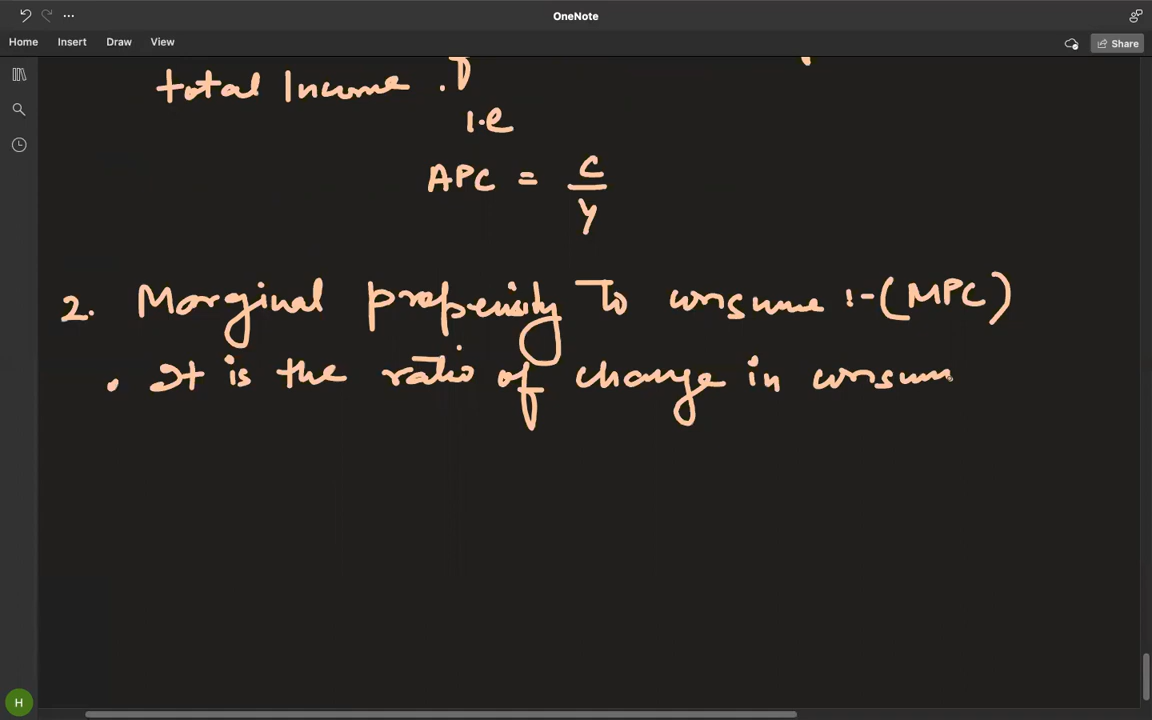 OneNote
Home Insert Draw View
Share
total Income.
i.e
APC = C/Y
2. Marginal propensity To consume :- (MPC)
• It is the ratio of change in consum
H